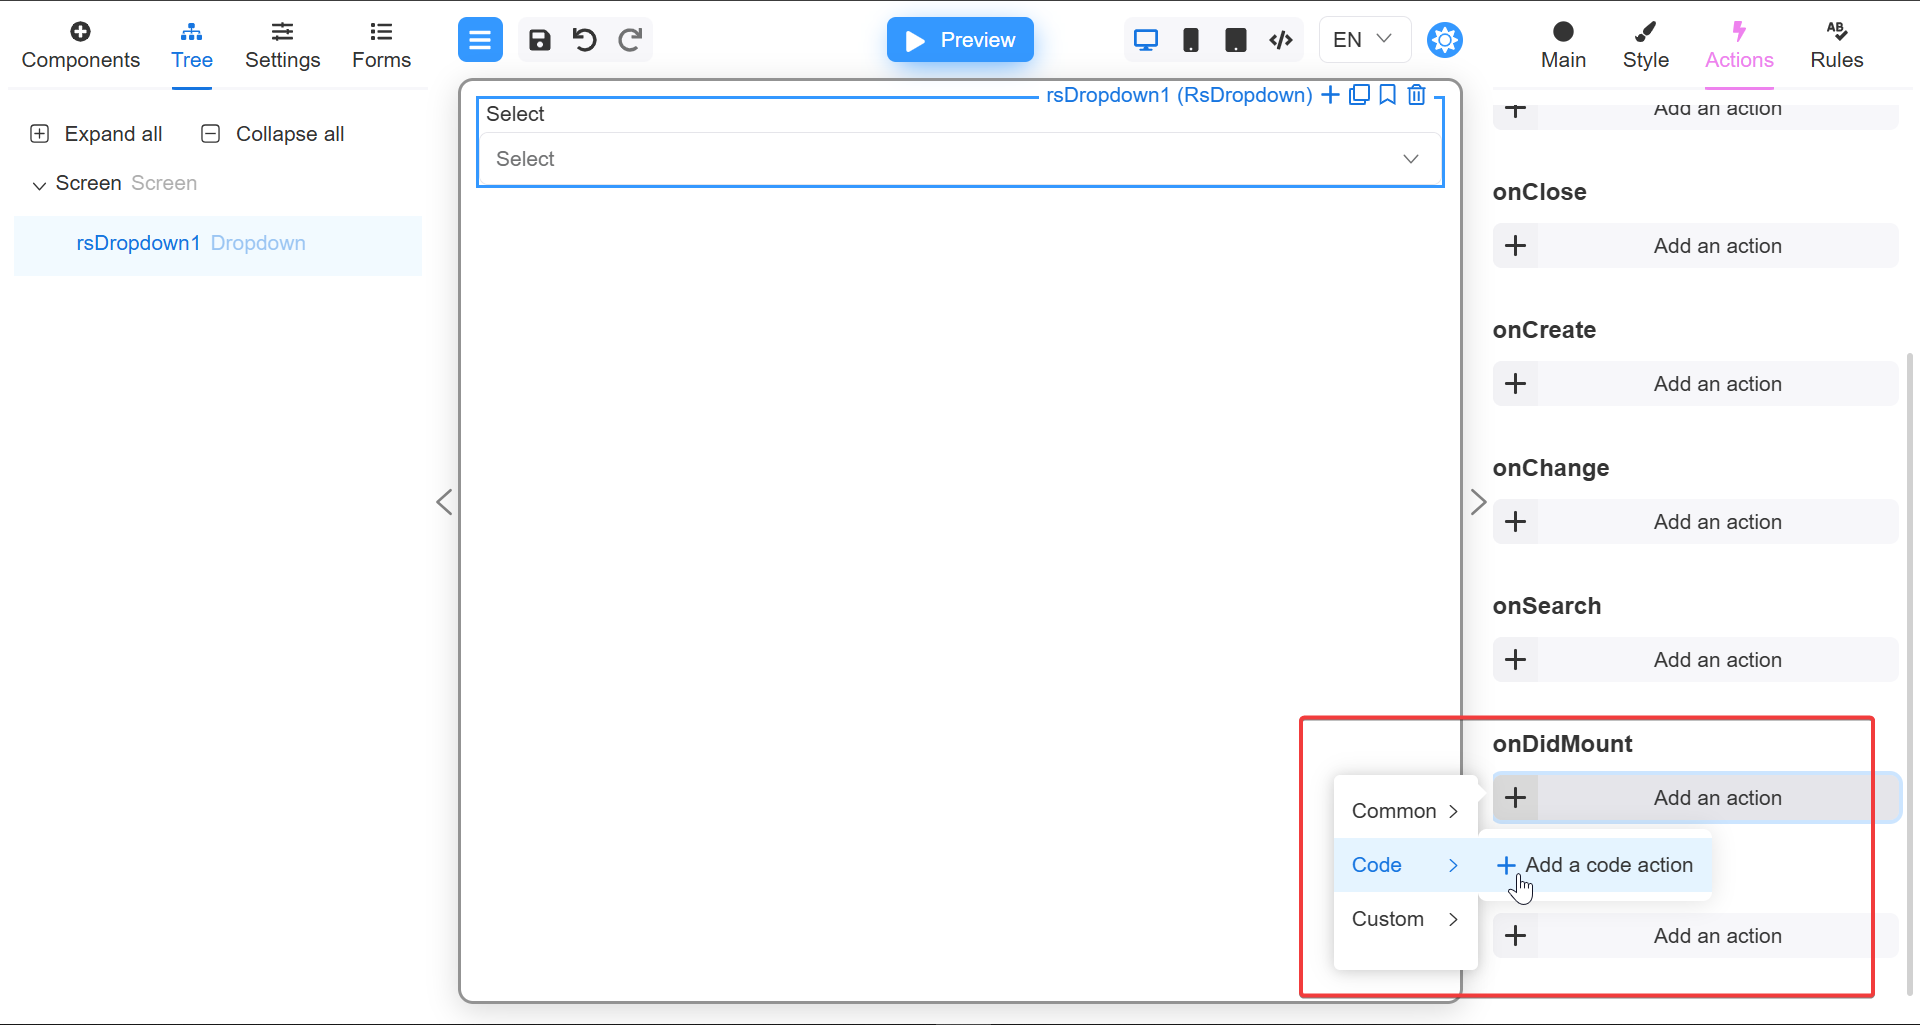 Components
Tree
Settings
Forms
Preview
EN
Main
Style
Actions
AB
Rules
Expand all
Collapse all
Screen Screen
rsDropdown1 Dropdown
rsDropdown1 (RsDropdown)
Select
Select
Add an action
onClose
Add an action
onCreate
Add an action
onChange
Add an action
onSearch
Add an action
onDidMount
Add an action
Common
Code
Add a code action
Custom
Add an action